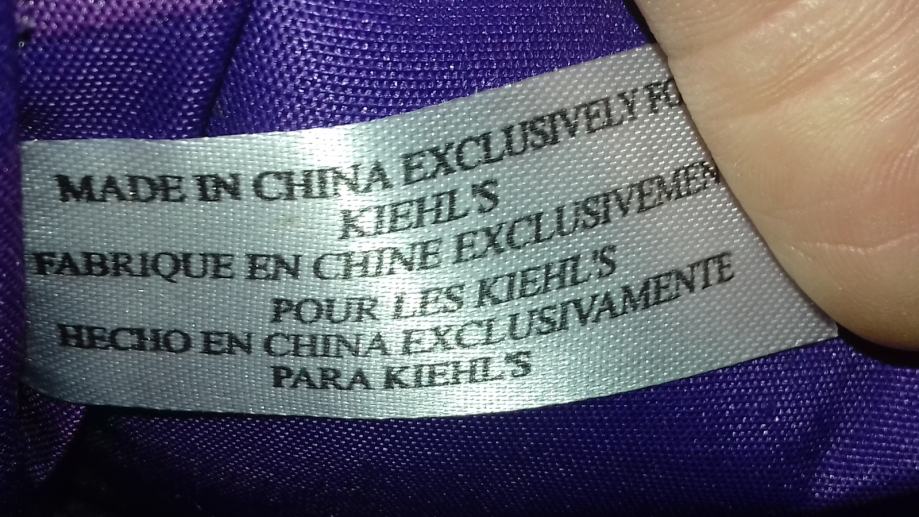 MADE IN CHINA EXCLUSIVELY FO
KIEHL'S
FABRIQUE EN CHINE EXCLUSIVEMEN
POUR LES KIEHL'S
HECHO EN CHINA EXCLUSIVAMENTE
PARA KIEHL'S